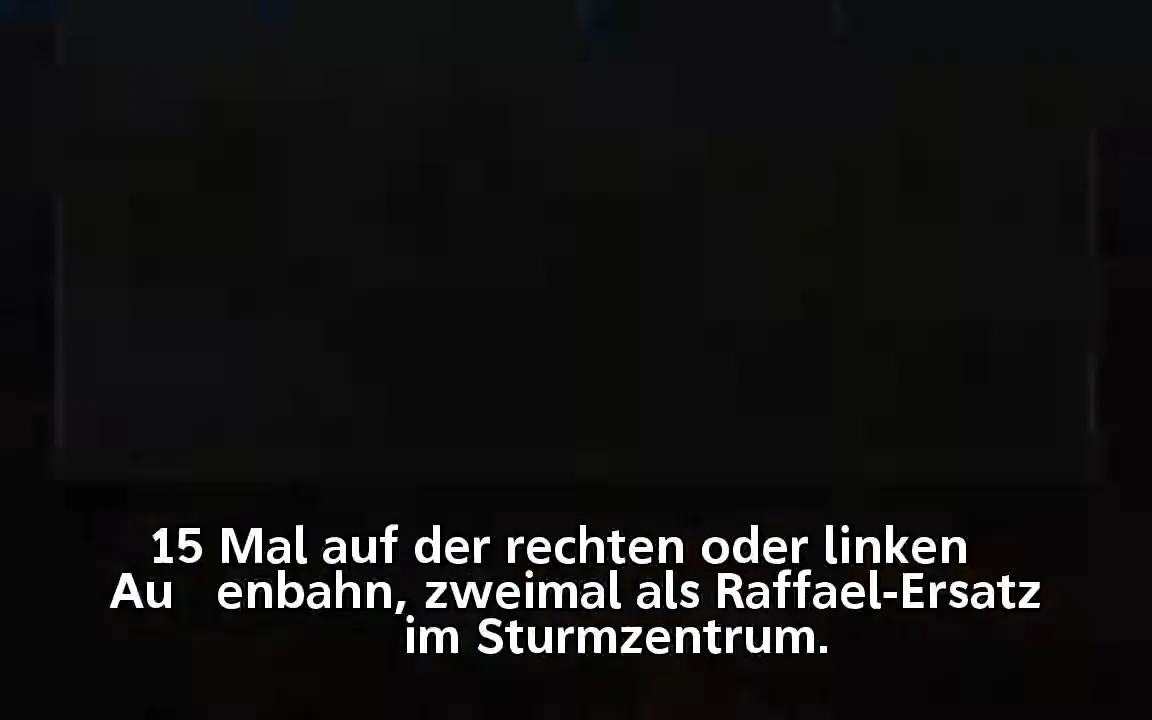 15 Mal auf der rechten oder linken
Au enbahn, zweimal als Raffael-Ersatz
im Sturmzentrum.